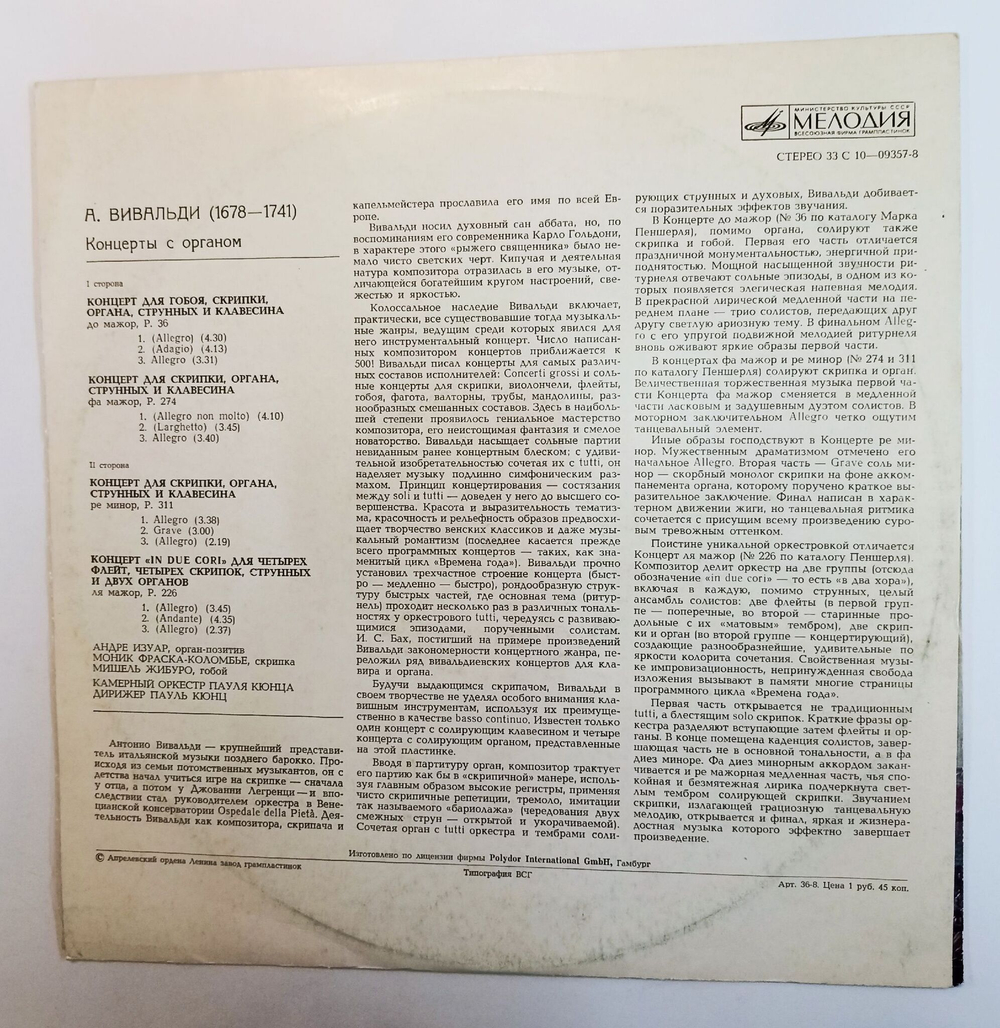 МИНИСТЕРСТВО КУЛЬТУРЫ СССР
МЕЛОДИЯ
ВСЕСОЮЗНАЯ ФИРМА ГРАМПЛАСТИНОК
СТЕРЕО 33 С 10—09357-8
А. ВИВАЛЬДИ (1678—1741)
Концерты с органом
I сторона
КОНЦЕРТ ДЛЯ ГОБОЯ, СКРИПКИ,
ОРГАНА, СТРУННЫХ И КЛАВЕСИНА
до мажор, Р. 36
1. (Allegro) (4.30)
2. (Adagio) (4.13)
3. Allegro (3.31)
КОНЦЕРТ ДЛЯ СКРИПКИ, ОРГАНА,
СТРУННЫХ И КЛАВЕСИНА
фа мажор, Р. 274
1. (Allegro non molto) (4.10)
2. (Larghetto) (3.45)
3. Allegro (3.40)
II сторона
КОНЦЕРТ ДЛЯ СКРИПКИ, ОРГАНА,
СТРУННЫХ И КЛАВЕСИНА
ре минор, Р. 311
1. Allegro (3.38)
2. Grave (3.00)
3. (Allegro) (2.19)
КОНЦЕРТ «IN DUE CORI» ДЛЯ ЧЕТЫРЕХ
ФЛЕЙТ, ЧЕТЫРЕХ СКРИПОК, СТРУННЫХ
И ДВУХ ОРГАНОВ
ля мажор, Р. 226
1. (Allegro) (3.45)
2. (Andante) (4.35)
3. (Allegro) (2.37)
АНДРЕ ИЗУАР, орган-позитив
МОНИК ФРАСКА-КОЛОМБЬЕ, скрипка
МИШЕЛЬ ЖИБУРО, гобой
КАМЕРНЫЙ ОРКЕСТР ПАУЛЯ КЮНЦА
ДИРИЖЕР ПАУЛЬ КЮНЦ
Антонио Вивальди — крупнейший представи-
тель итальянской музыки позднего барокко. Про-
исходя из семьи потомственных музыкантов, он с
детства начал учиться игре на скрипке — сначала
у отца, а потом у Джованни Легренци — и впо-
следствии стал руководителем оркестра в Вене-
цианской консерватории Ospedale della Pietà. Дея-
тельность Вивальди как композитора, скрипача и
капельмейстера прославила его имя по всей Ев-
ропе.
Вивальди носил духовный сан аббата, но, по
воспоминаниям его современника Карло Гольдони,
в характере этого «рыжего священника» было не-
мало чисто светских черт. Кипучая и деятельная
натура композитора отразилась в его музыке, от-
личающейся богатейшим кругом настроений, све-
жестью и яркостью.
Колоссальное наследие Вивальди включает,
практически, все существовавшие тогда музыкаль-
ные жанры, ведущим среди которых явился для
него инструментальный концерт. Число написан-
ных композитором концертов приближается к
500! Вивальди писал концерты для самых различ-
ных составов исполнителей: Concerti grossi и соль-
ные концерты для скрипки, виолончели, флейты,
гобоя, фагота, валторны, трубы, мандолины, раз-
нообразных смешанных составов. Здесь в наиболь-
шей степени проявилось гениальное мастерство
композитора, его неистощимая фантазия и смелое
новаторство. Вивальди насыщает сольные партии
невиданным ранее концертным блеском; с удиви-
тельной изобретательностью сочетая их с tutti, он
наделяет музыку подлинно симфоническим раз-
махом. Принцип концертирования — состязания
между soli и tutti — доведен у него до высшего со-
вершенства. Красота и выразительность тематиз-
ма, красочность и рельефность образов предвосхи-
щает творчество венских классиков и даже музы-
кальный романтизм (последнее касается прежде
всего программных концертов — таких, как зна-
менитый цикл «Времена года»). Вивальди прочно
установил трехчастное строение концерта (быст-
ро — медленно — быстро), рондообразную струк-
туру быстрых частей, где основная тема (ритур-
нель) проходит несколько раз в различных тональ-
ностях у оркестрового tutti, чередуясь с развиваю-
щимися эпизодами, порученными солистам.
И. С. Бах, постигший на примере произведений
Вивальди закономерности концертного жанра, пе-
реложил ряд вивальдиевских концертов для кла-
вира и органа.
Будучи выдающимся скрипачом, Вивальди в
своем творчестве не уделял особого внимания кла-
вишным инструментам, используя их преимуще-
ственно в качестве basso continuo. Известен только
один концерт с солирующим клавесином и четыре
концерта с солирующим органом, представленные
на этой пластинке.
Вводя в партитуру орган, композитор трактует
его партию как бы в «скрипичной» манере, исполь-
зуя главным образом высокие регистры, применяя
чисто скрипичные репетиции, тремоло, имитации
так называемого «бариолажа» (чередования двух
смежных струн — открытой и укорачиваемой).
Сочетая орган с tutti оркестра и тембрами соли-
рующих струнных и духовых, Вивальди добивает-
ся поразительных эффектов звучания.
В Концерте до мажор (№ 36 по каталогу Марка
Пеншерля), помимо органа, солируют также
скрипка и гобой. Первая его часть отличается
праздничной монументальностью, энергичной при-
поднятостью. Мощной насыщенной звучности ри-
турнеля отвечают сольные эпизоды, в одном из ко-
торых появляется элегическая напевная мелодия.
В прекрасной лирической медленной части на пе-
реднем плане — трио солистов, передающих друг
другу светлую ариозную тему. В финальном Alleg-
ro с его упругой подвижной мелодией ритурнеля
вновь оживают яркие образы первой части.
В концертах фа мажор и ре минор (№ 274 и 311
по каталогу Пеншерля) солируют скрипка и орган.
Величественная торжественная музыка первой ча-
сти Концерта фа мажор сменяется в медленной
части ласковым и задушевным дуэтом солистов. В
моторном заключительном Allegro четко ощутим
танцевальный элемент.
Иные образы господствуют в Концерте ре ми-
нор. Мужественным драматизмом отмечено его
начальное Allegro. Вторая часть — Grave соль ми-
нор — скорбный монолог скрипки на фоне акком-
панемента органа, которому поручено краткое вы-
разительное заключение. Финал написан в харак-
терном движении жиги, но танцевальная ритмика
сочетается с присущим всему произведению суро-
вым тревожным оттенком.
Поистине уникальной оркестровкой отличается
Концерт ля мажор (№ 226 по каталогу Пеншерля).
Композитор делит оркестр на две группы (отсюда
обозначение «in due cori» — то есть «в два хора»),
включая в каждую, помимо струнных, целый
ансамбль солистов: две флейты (в первой груп-
пе — поперечные, во второй — старинные про-
дольные с их «матовым» тембром), две скрип-
ки и орган (во второй группе — концертирующий),
создающие разнообразнейшие, удивительные по
яркости колорита сочетания. Свойственная музы-
ке импровизационность, непринужденная свобода
изложения вызывают в памяти многие страницы
программного цикла «Времена года».
Первая часть открывается не традиционным
tutti, а блестящим solo скрипок. Краткие фразы ор-
кестра разделяют вступающие затем флейты и ор-
ганы. В конце помещена каденция солистов, завер-
шающая часть не в основной тональности, а в фа
диез миноре. Фа диез минорным аккордом закан-
чивается и ре мажорная медленная часть, чья спо-
койная и безмятежная лирика подчеркнута свет-
лым тембром солирующей скрипки. Звучанием
скрипки, излагающей грациозную танцевальную
мелодию, открывается и финал, яркая и жизнера-
достная музыка которого эффектно завершает
произведение.
© Апрелевский ордена Ленина завод грампластинок
Изготовлено по лицензии фирмы Polydor International GmbH, Гамбург
Типография ВСГ
Арт. 36-8. Цена 1 руб. 45 коп.